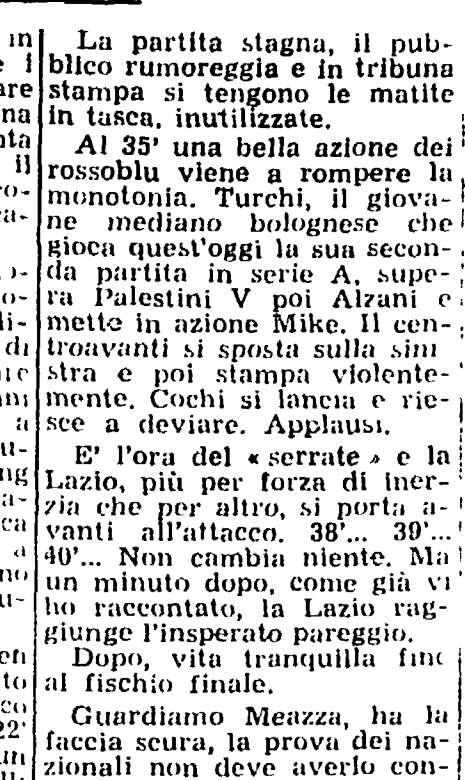 La partita stagna, il pub-
blico rumoreggia e in tribuna
stampa si tengono le matite
in tasca, inutilizzate.
Al 35' una bella azione dei
rossoblu viene a rompere la
monotonia. Turchi, il giova-
ne mediano bolognese che
gioca quest'oggi la sua secon-
da partita in serie A, supe-
ra Palestini V poi Alzani e
mette in azione Mike. Il cen-
troavanti si sposta sulla sini
stra e poi stampa violente-
mente. Cochi si lancia e rie-
sce a deviare. Applausi.
E' l'ora del « serrate » e la
Lazio, più per forza di iner-
zia che per altro, si porta a-
vanti all'attacco. 38'... 39'...
40'... Non cambia niente. Ma
un minuto dopo, come già vi
ho raccontato, la Lazio rag-
giunge l'insperato pareggio.
Dopo, vita tranquilla fine
al fischio finale.
Guardiamo Meazza, ha la
faccia scura, la prova dei na-
zionali non deve averlo con-